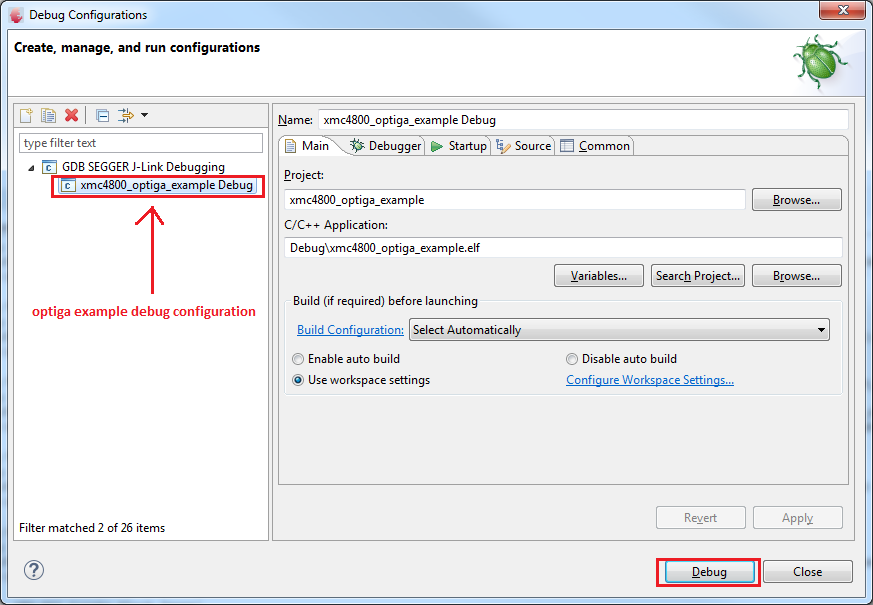 Debug Configurations
Create, manage, and run configurations
type filter text
GDB SEGGER J-Link Debugging
xmc4800_optiga_example Debug
optiga example debug configuration
Filter matched 2 of 26 items
Name: xmc4800_optiga_example Debug
Main Debugger Startup Source Common
Project:
xmc4800_optiga_example Browse...
C/C++ Application:
Debug\xmc4800_optiga_example.elf
Variables... Search Project... Browse...
Build (if required) before launching
Build Configuration: Select Automatically
Enable auto build Disable auto build
Use workspace settings Configure Workspace Settings...
Revert Apply
Debug Close